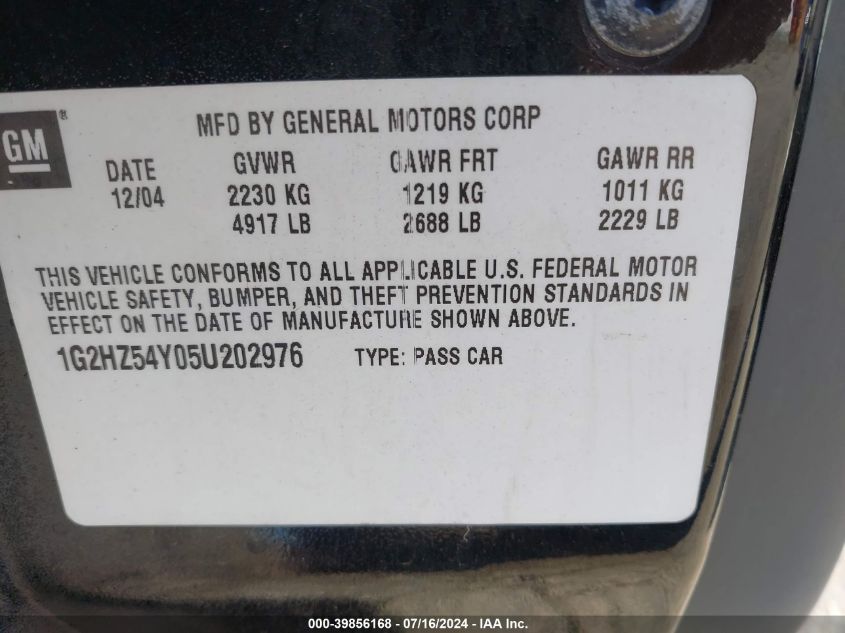 GM ®
MFD BY GENERAL MOTORS CORP
DATE GVWR GAWR FRT GAWR RR
12/04 2230 KG 1219 KG 1011 KG
4917 LB 2688 LB 2229 LB
THIS VEHICLE CONFORMS TO ALL APPLICABLE U.S. FEDERAL MOTOR
VEHICLE SAFETY, BUMPER, AND THEFT PREVENTION STANDARDS IN
EFFECT ON THE DATE OF MANUFACTURE SHOWN ABOVE.
1G2HZ54Y05U202976 TYPE: PASS CAR
000-39856168 - 07/16/2024 - IAA Inc.